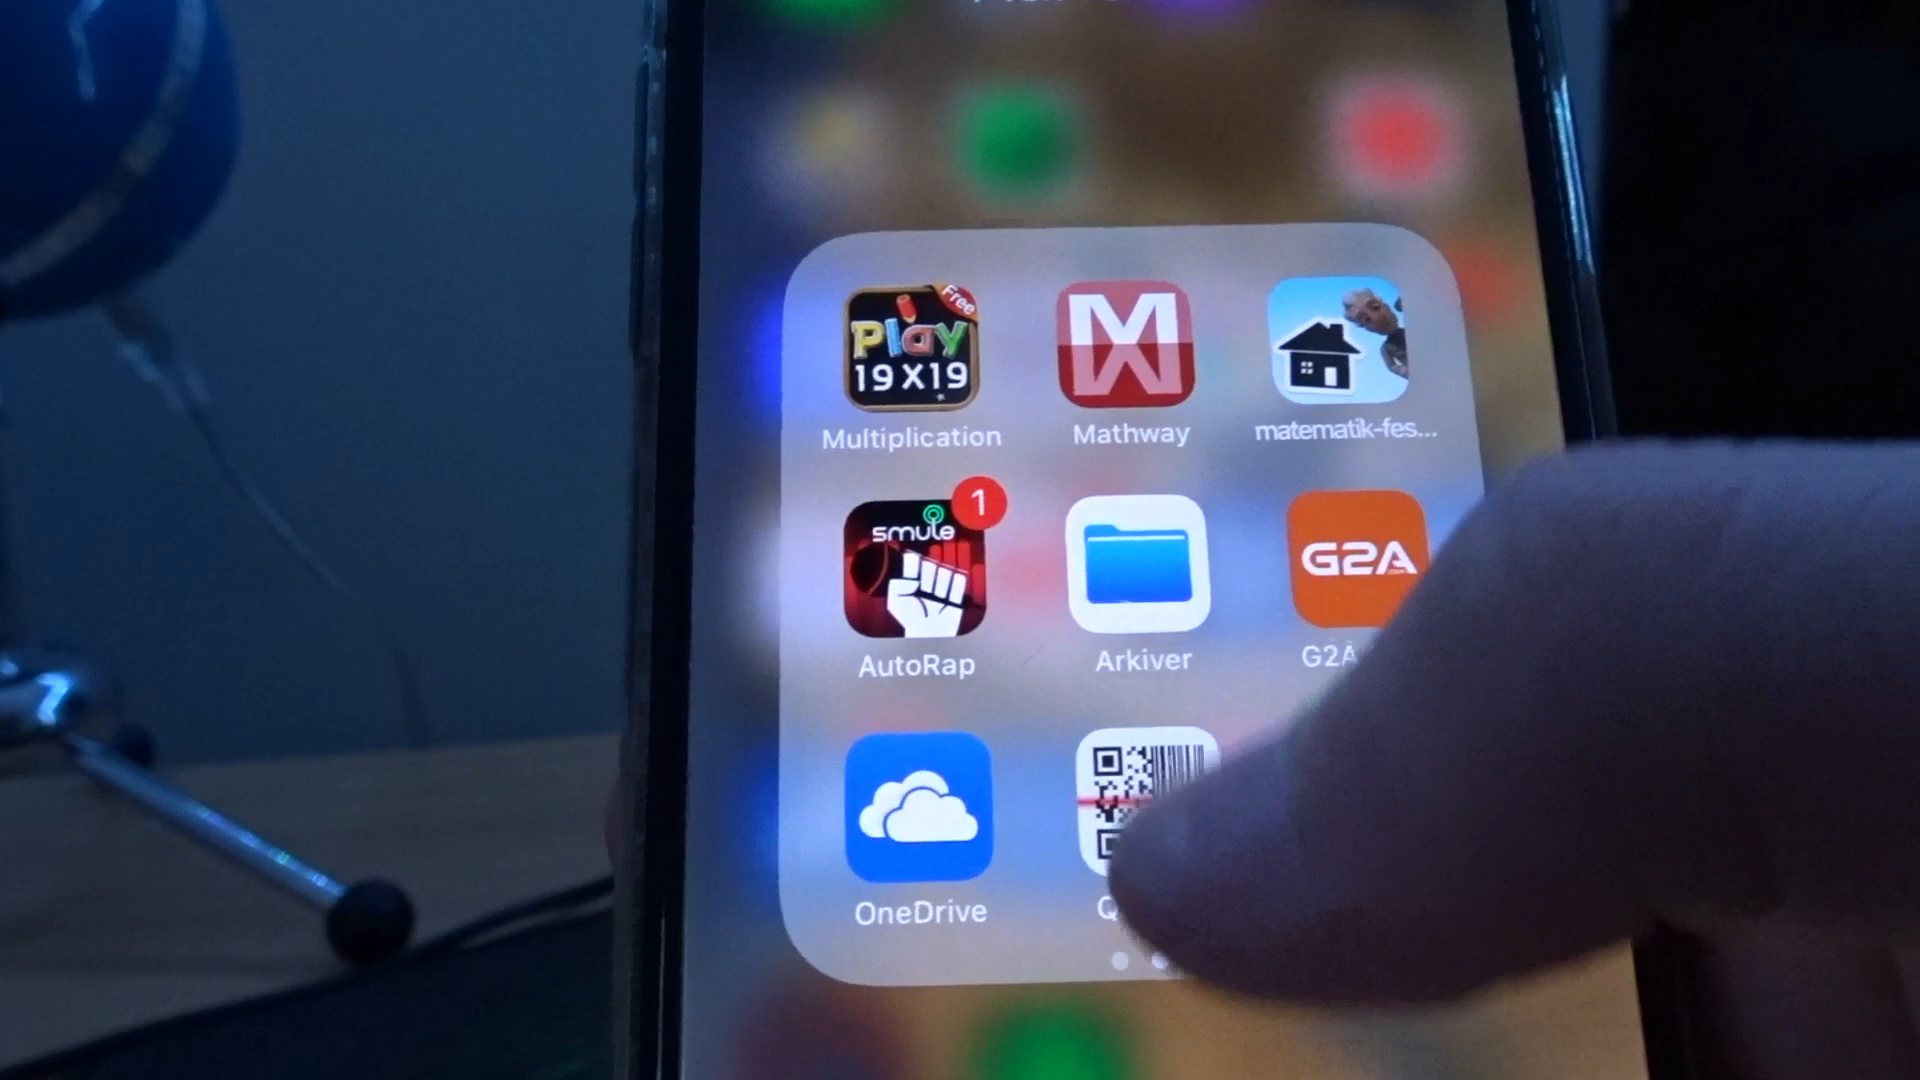 Free
Play
19X19
M
Multiplication
Mathway
matematik-fes...
1
smule
G2A
AutoRap
Arkiver
G2A
OneDrive